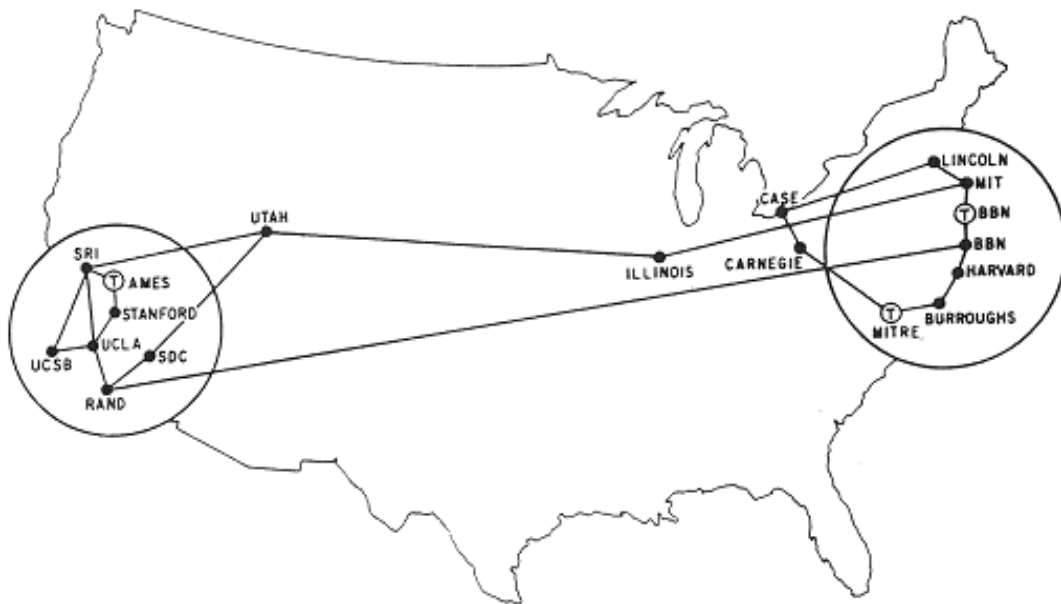 LINCOLN
MIT
CASE
T BBN
UTAH
BBN
SRI
ILLINOIS
CARNEGIE
HARVARD
T AMES
STANFORD
BURROUGHS
T
MITRE
UCLA
SDC
UCSB
RAND